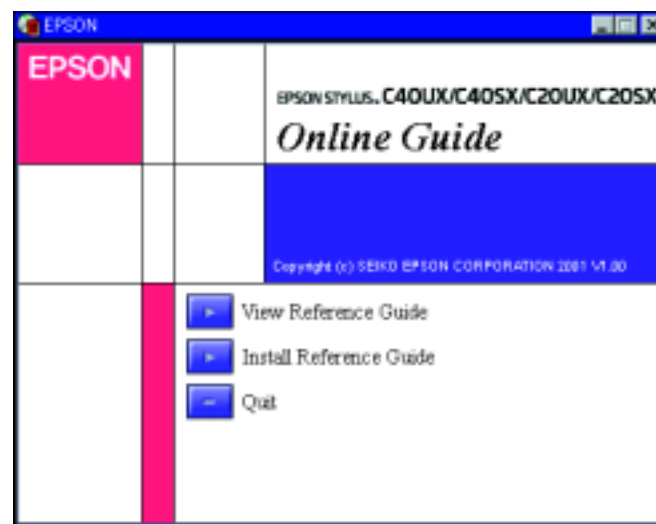 EPSON
EPSON
EPSON STYLUS. C40UX/C40SX/C20UX/C20SX
Online Guide
Copyright (c) SEIKO EPSON CORPORATION 2001 V1.00
View Reference Guide
Install Reference Guide
Quit